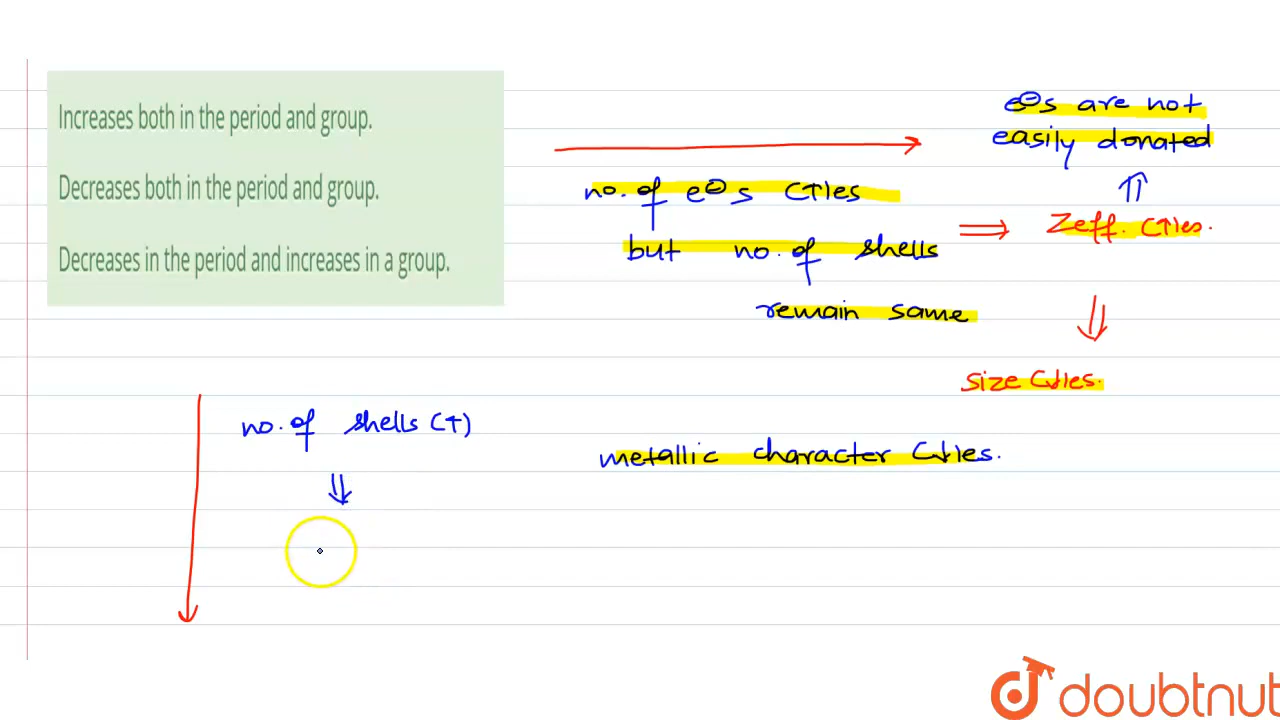 Increases both in the period and group.
Decreases both in the period and group.
Decreases in the period and increases in a group.
e⊖s are not
easily donated
⇑
no. of e⊖s (↑)es
but no. of shells
remain same
⇒ Zeff. (↑)es.
⇓
size (↓)es.
no. of shells (↑)
⇓
metallic character (↓)es.
doubtnut